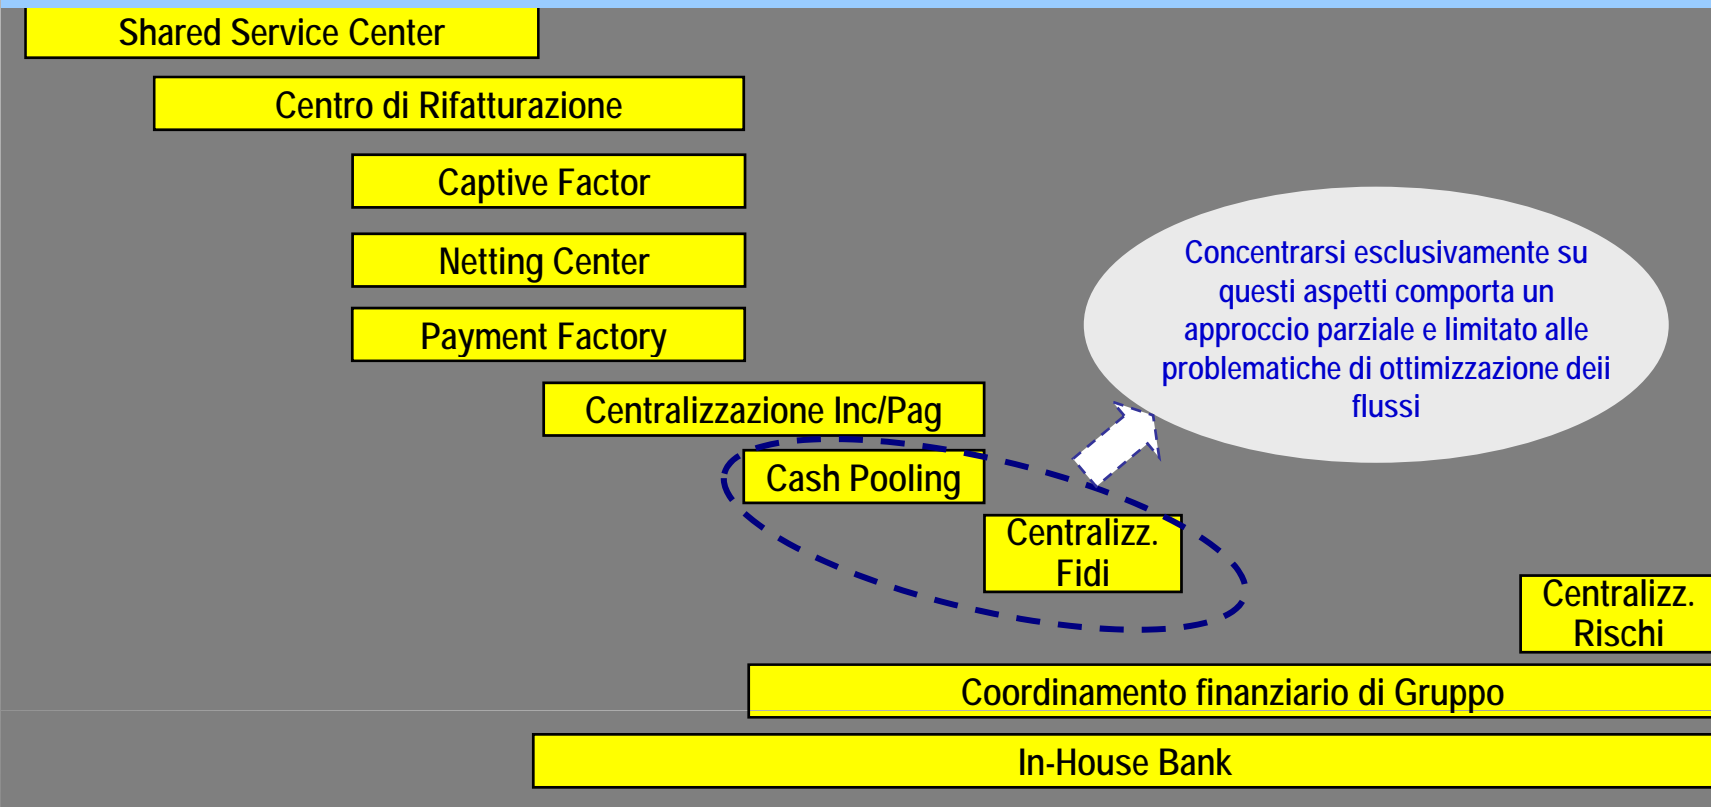 Shared Service Center
Centro di Rifatturazione
Captive Factor
Netting Center
Payment Factory
Concentrarsi esclusivamente su
questi aspetti comporta un
approccio parziale e limitato alle
problematiche di ottimizzazione deii
flussi
Centralizzazione Inc/Pag
Cash Pooling
Centralizz.
Fidi
Centralizz.
Rischi
Coordinamento finanziario di Gruppo
In-House Bank